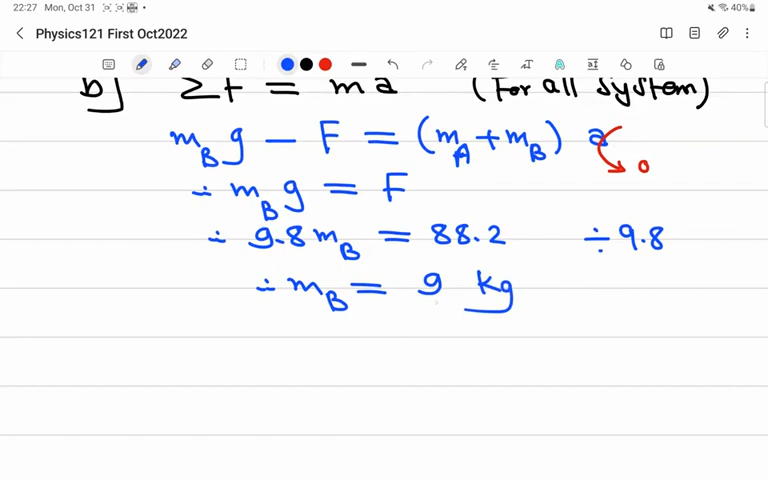 22:27 Mon, Oct 31 40%
Physics121 First Oct2022
b) ΣF = ma (For all system)
m_B g − F = (m_A + m_B) a → 0
∴ m_B g = F
∴ 9.8 m_B = 88.2 ÷ 9.8
∴ m_B = 9 kg